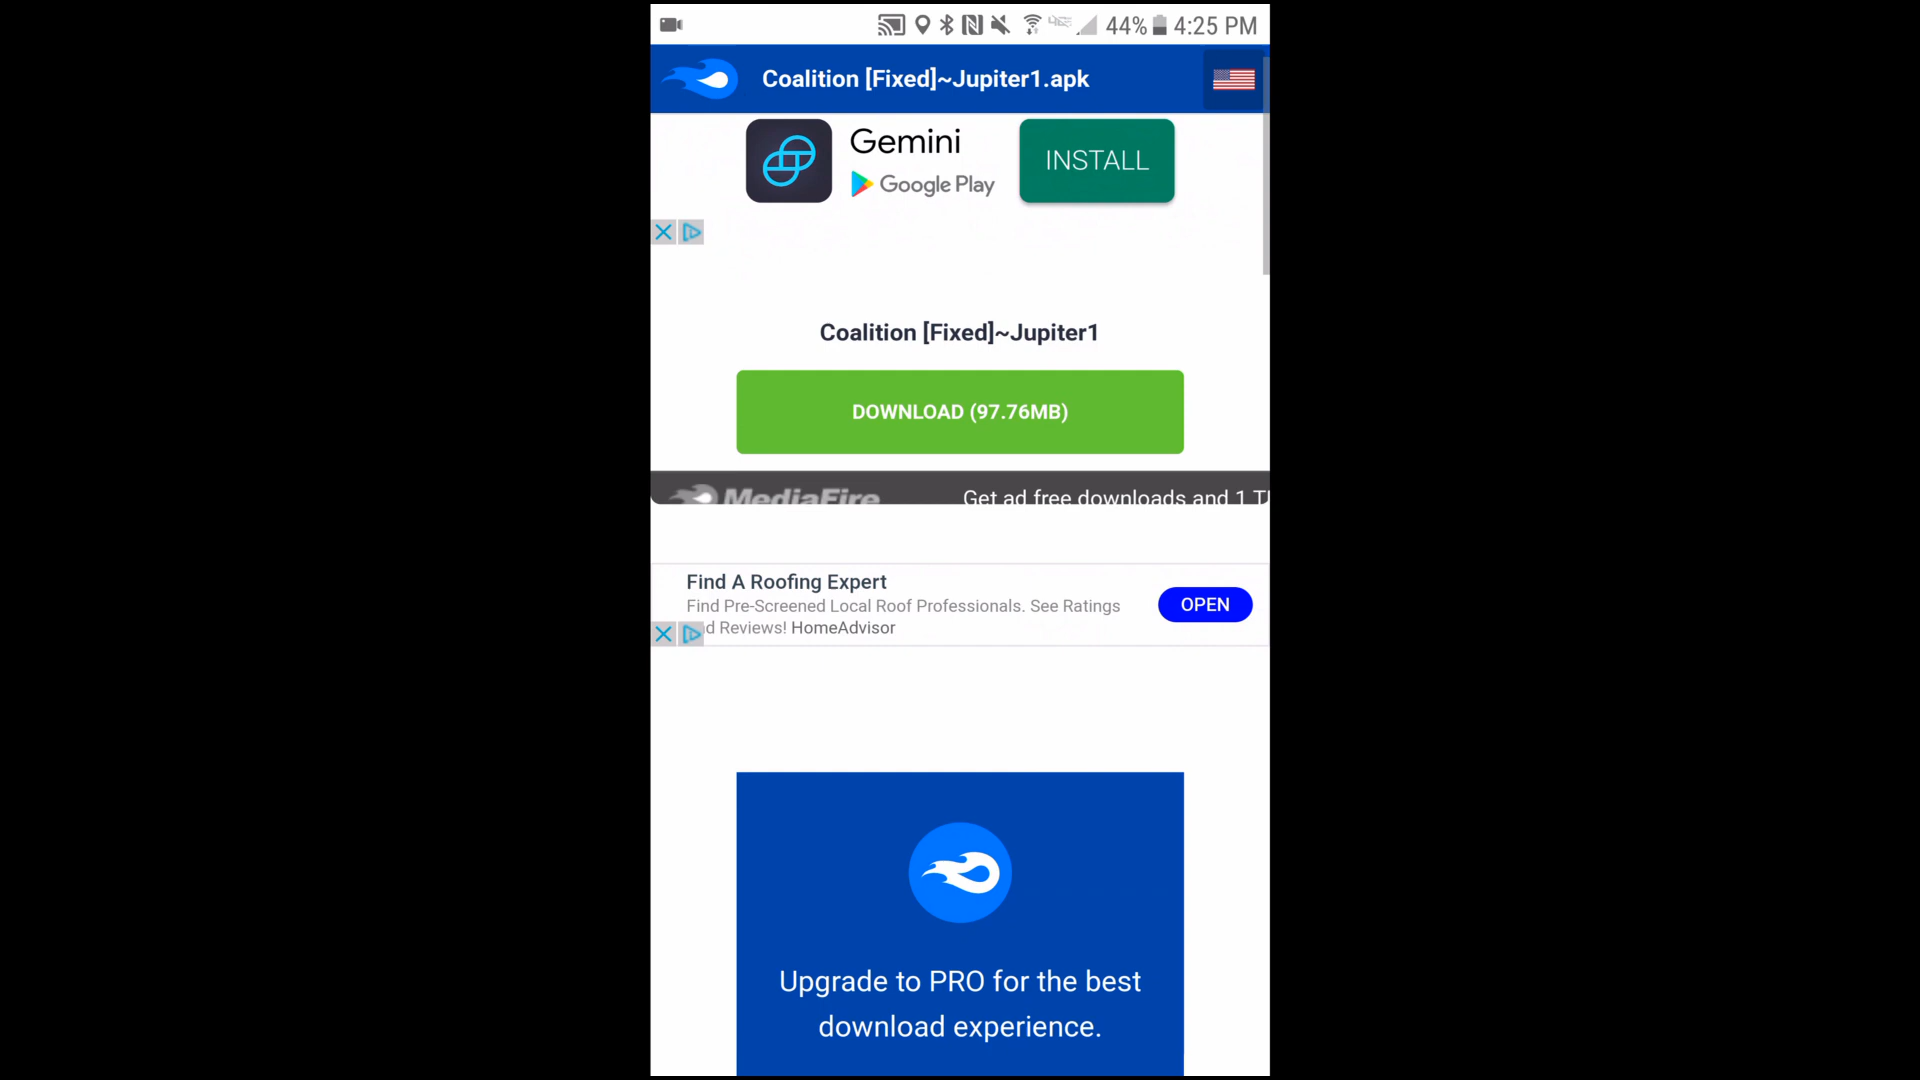 44% 4:25 PM
Coalition [Fixed]~Jupiter1.apk
Gemini
Google Play
INSTALL
Coalition [Fixed]~Jupiter1
DOWNLOAD (97.76MB)
MediaFire
Get ad free downloads and 1 T
Find A Roofing Expert
Find Pre-Screened Local Roof Professionals. See Ratings
d Reviews! HomeAdvisor
OPEN
Upgrade to PRO for the best
download experience.